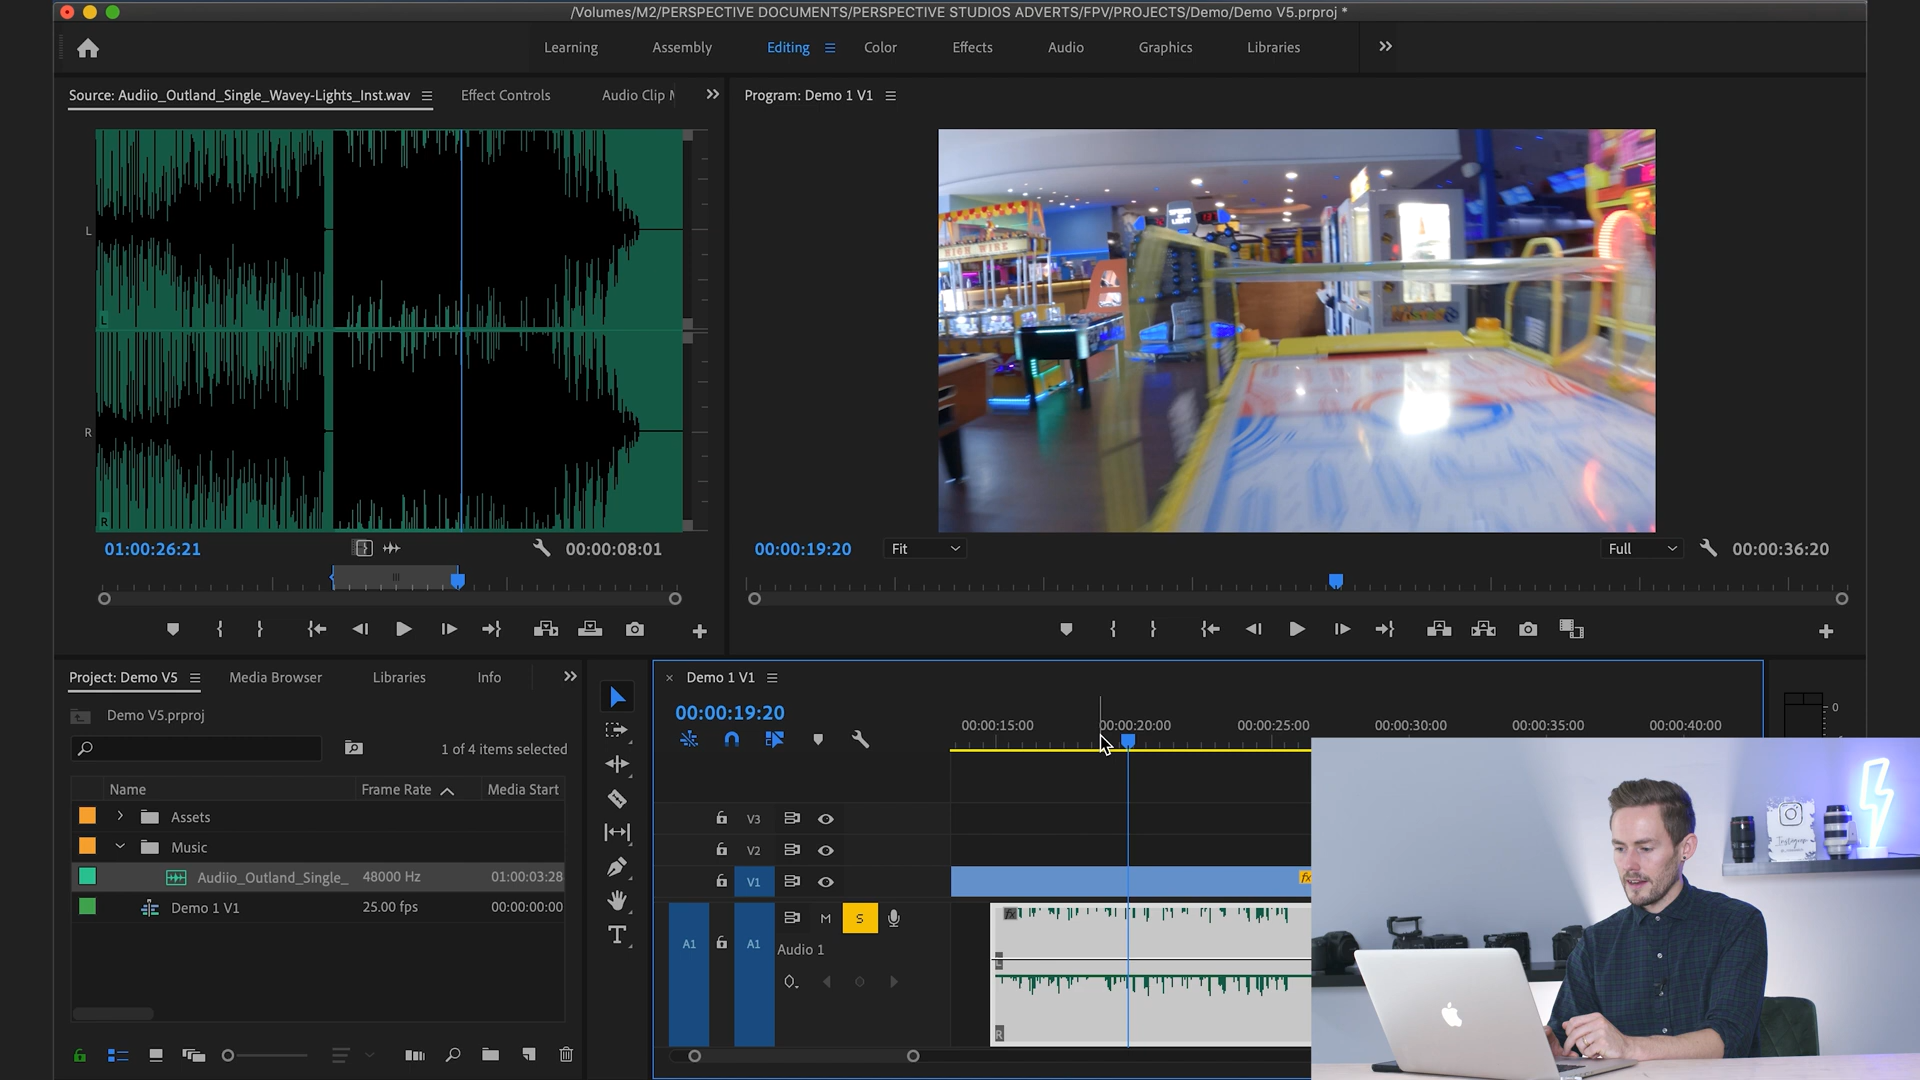 /Volumes/M2/PERSPECTIVE DOCUMENTS/PERSPECTIVE STUDIOS ADVERTS/FPV/PROJECTS/Demo/Demo V5.prproj *
Learning
Assembly
Editing
Color
Effects
Audio
Graphics
Libraries
Source: Audiio_Outland_Single_Wavey-Lights_Inst.wav
Effect Controls
Audio Clip M
Program: Demo 1 V1
L
L
R
R
HIGH WIRE
01:00:26:21
00:00:08:01
00:00:19:20
Fit
Full
00:00:36:20
Project: Demo V5
Media Browser
Libraries
Info
Demo V5.prproj
1 of 4 items selected
Name
Frame Rate
Media Start
Assets
Music
Audiio_Outland_Single_
48000 Hz
01:00:03:28
Demo 1 V1
25.00 fps
00:00:00:00
T
× Demo 1 V1
00:00:19:20
00:00:15:00
00:00:20:00
00:00:25:00
00:00:30:00
00:00:35:00
00:00:40:00
0
V3
V2
V1
fx
A1
A1
M
S
Audio 1
fx
L
R
Instagram